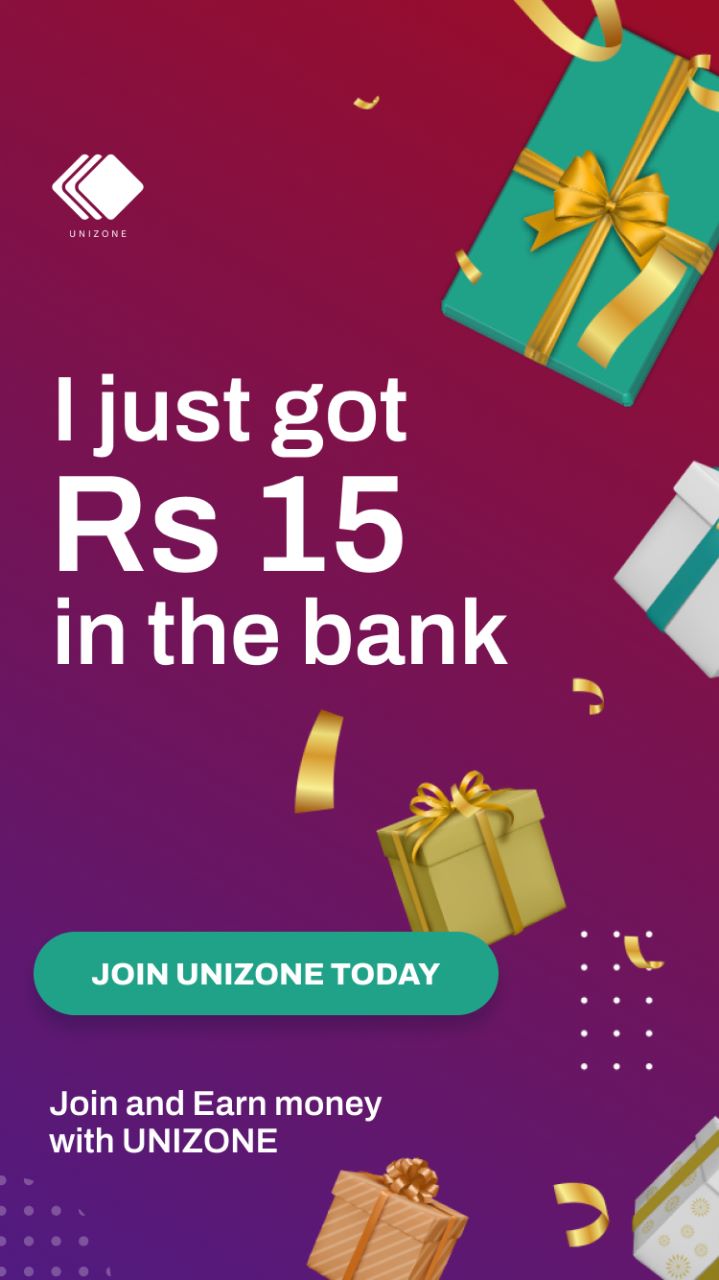 UNIZONE
I just got
Rs 15
in the bank
JOIN UNIZONE TODAY
Join and Earn money
with UNIZONE